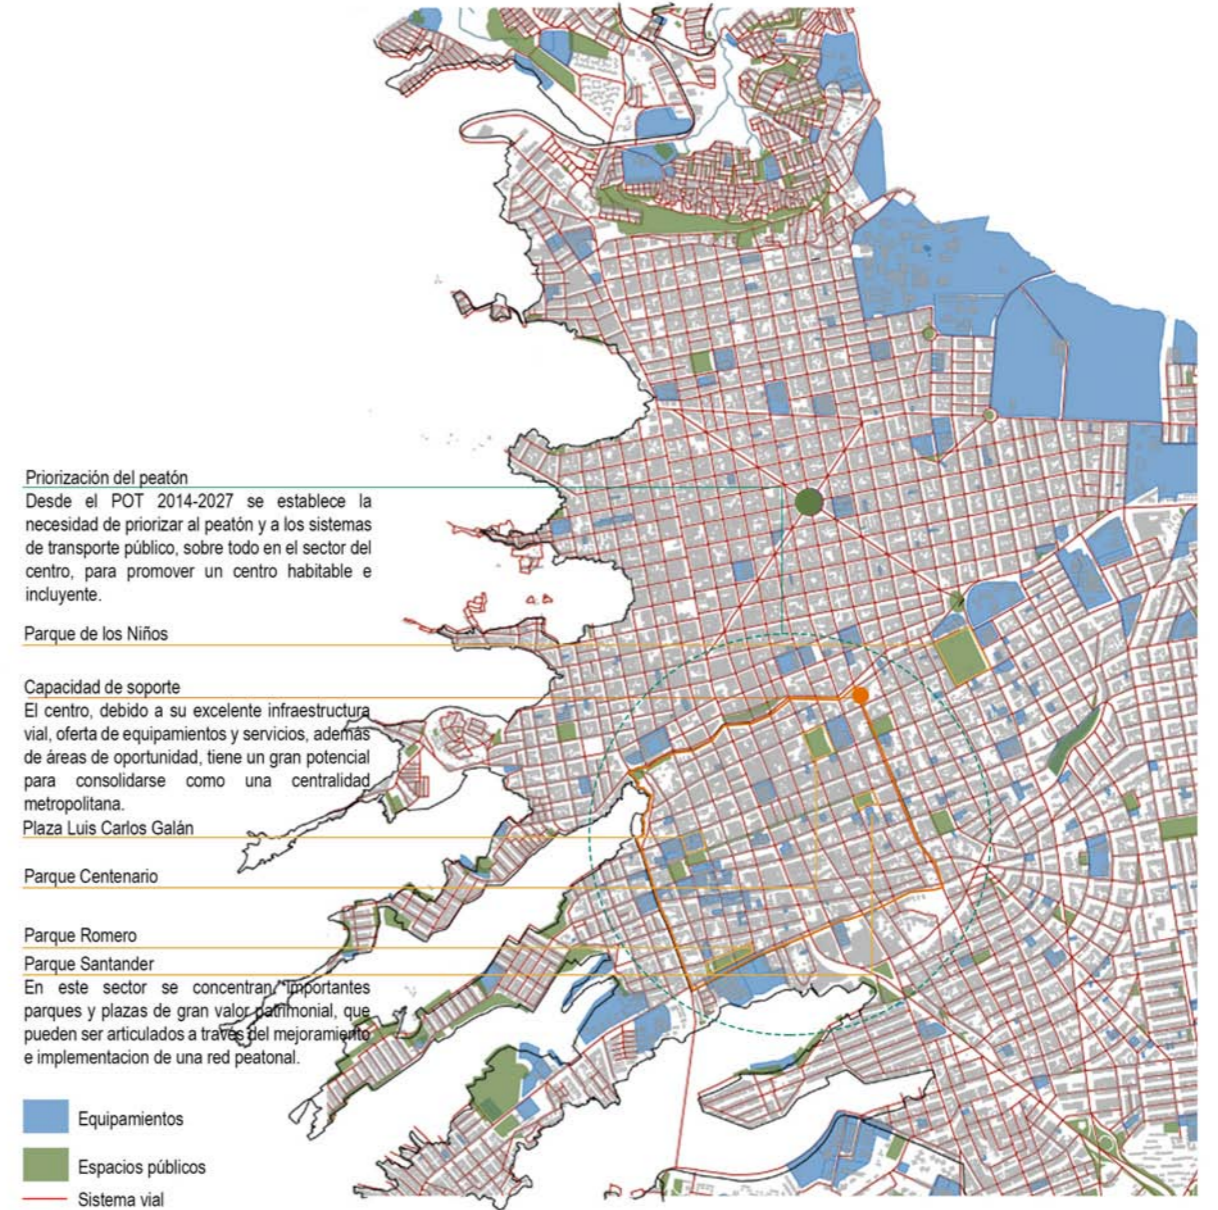 Priorización del peatón
Desde el POT 2014-2027 se establece la
necesidad de priorizar al peatón y a los sistemas
de transporte público, sobre todo en el sector del
centro, para promover un centro habitable e
incluyente.
Parque de los Niños
Capacidad de soporte
El centro, debido a su excelente infraestructura
vial, oferta de equipamientos y servicios, además
de áreas de oportunidad, tiene un gran potencial
para consolidarse como una centralidad
metropolitana.
Plaza Luis Carlos Galán
Parque Centenario
Parque Romero
Parque Santander
En este sector se concentran importantes
parques y plazas de gran valor patrimonial, que
pueden ser articulados a través del mejoramiento
e implementacion de una red peatonal.
Equipamientos
Espacios públicos
Sistema vial